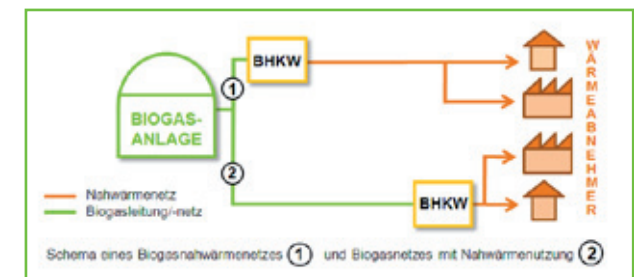 BHKW
①
BIOGAS-
ANLAGE
②
BHKW
WÄRMEABNEHMER
Nahwärmenetz
Biogasleitung/-netz
Schema eines Biogasnahwärmenetzes ① und Biogasnetzes mit Nahwärmenutzung ②